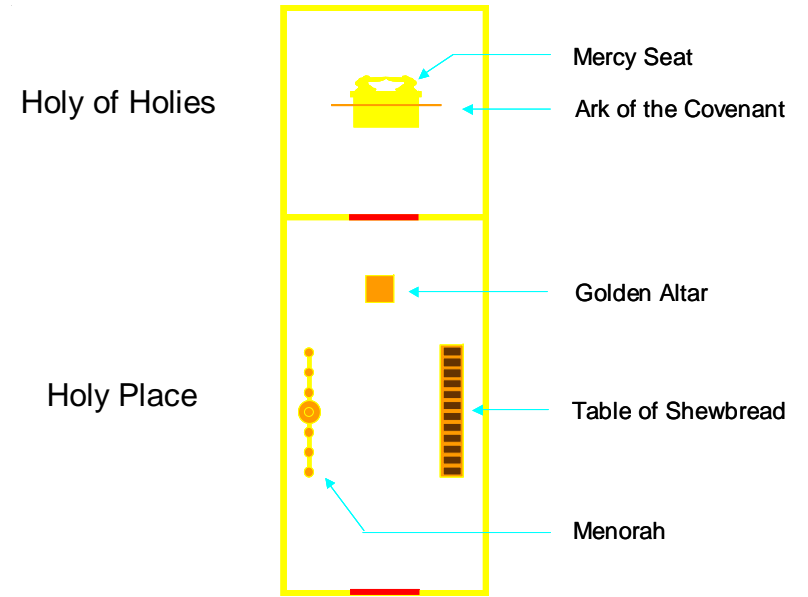 Mercy Seat
Holy of Holies
Ark of the Covenant
Golden Altar
Holy Place
Table of Shewbread
Menorah